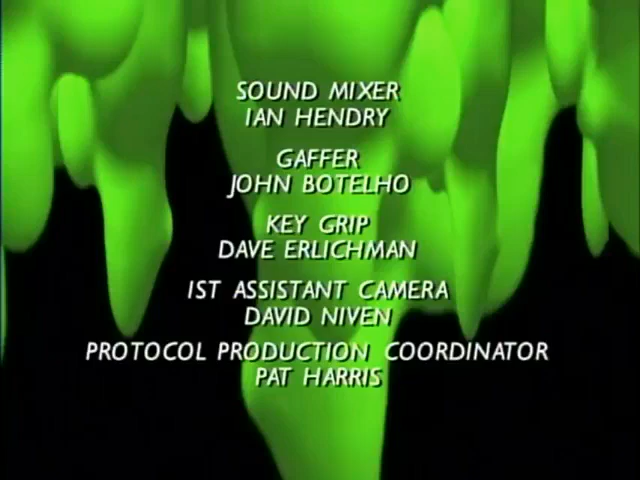 SOUND MIXER
IAN HENDRY
GAFFER
JOHN BOTELHO
KEY GRIP
DAVE ERLICHMAN
1ST ASSISTANT CAMERA
DAVID NIVEN
PROTOCOL PRODUCTION COORDINATOR
PAT HARRIS